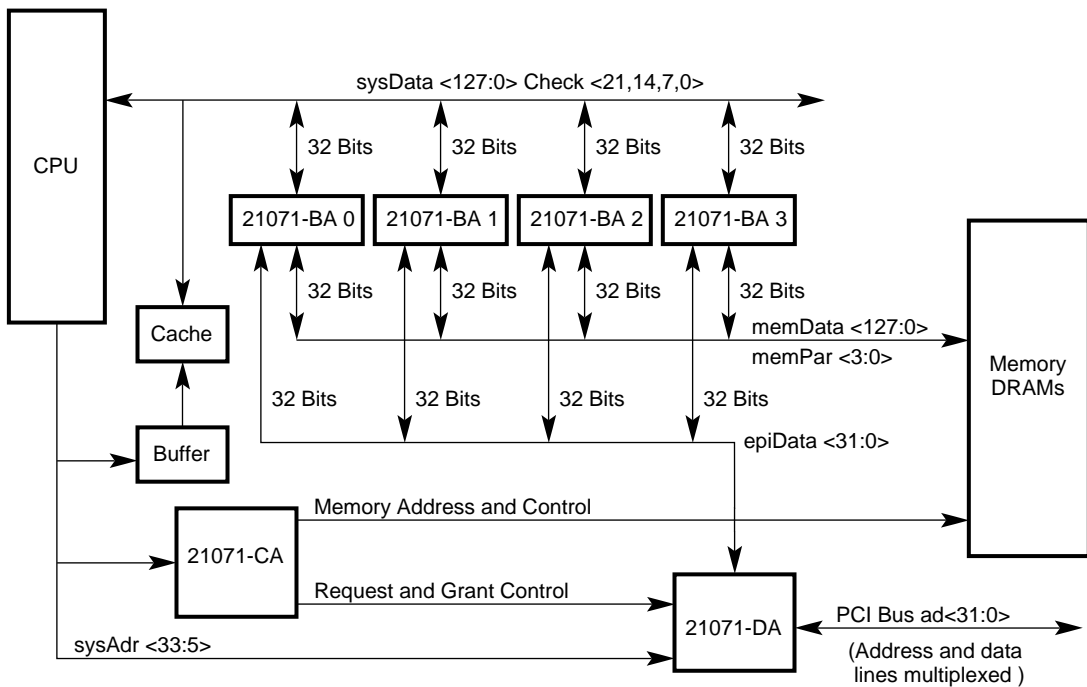 sysData <127:0> Check <21,14,7,0>
CPU
32 Bits
32 Bits
32 Bits
32 Bits
21071-BA 0
21071-BA 1
21071-BA 2
21071-BA 3
32 Bits
32 Bits
32 Bits
32 Bits
Cache
memData <127:0>
memPar <3:0>
Memory
DRAMs
32 Bits
32 Bits
32 Bits
32 Bits
Buffer
epiData <31:0>
Memory Address and Control
21071-CA
Request and Grant Control
21071-DA
PCI Bus ad<31:0>
sysAdr <33:5>
(Address and data
lines multiplexed )